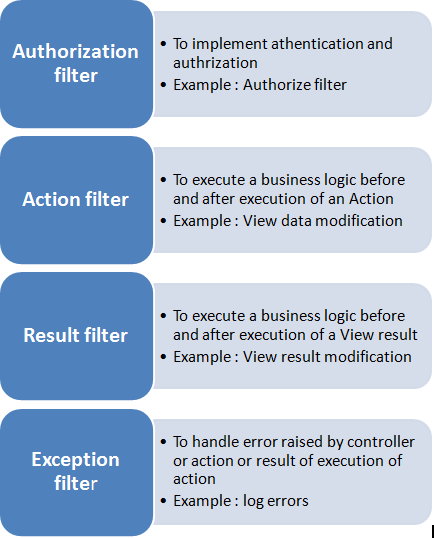 Authorization
filter
• To implement athentication and
authrization
• Example : Authorize filter
Action filter
• To execute a business logic before
and after execution of an Action
• Example : View data modification
Result filter
• To execute a business logic before
and after execution of a View result
• Example : View result modification
Exception
filter
• To handle error raised by controller
or action or result of execution of
action
• Example : log errors